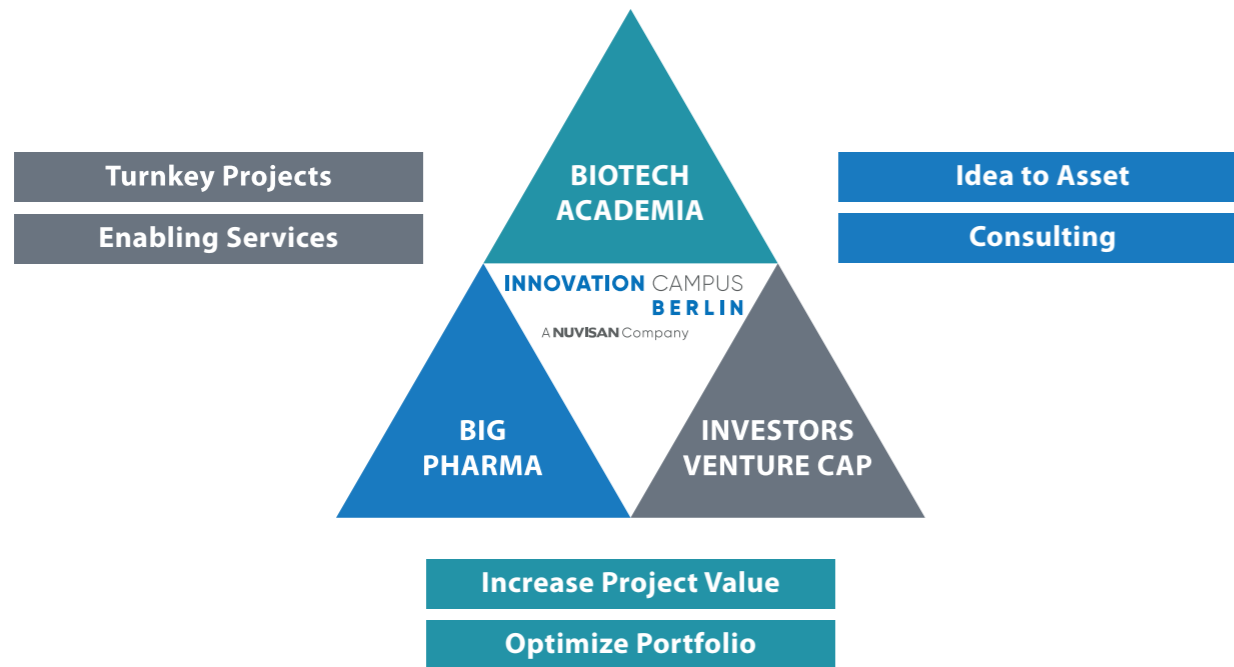 BIOTECH
ACADEMIA
Turnkey Projects
Enabling Services
Idea to Asset
Consulting
INNOVATION CAMPUS
BERLIN
A NUVISAN Company
BIG
PHARMA
INVESTORS
VENTURE CAP
Increase Project Value
Optimize Portfolio